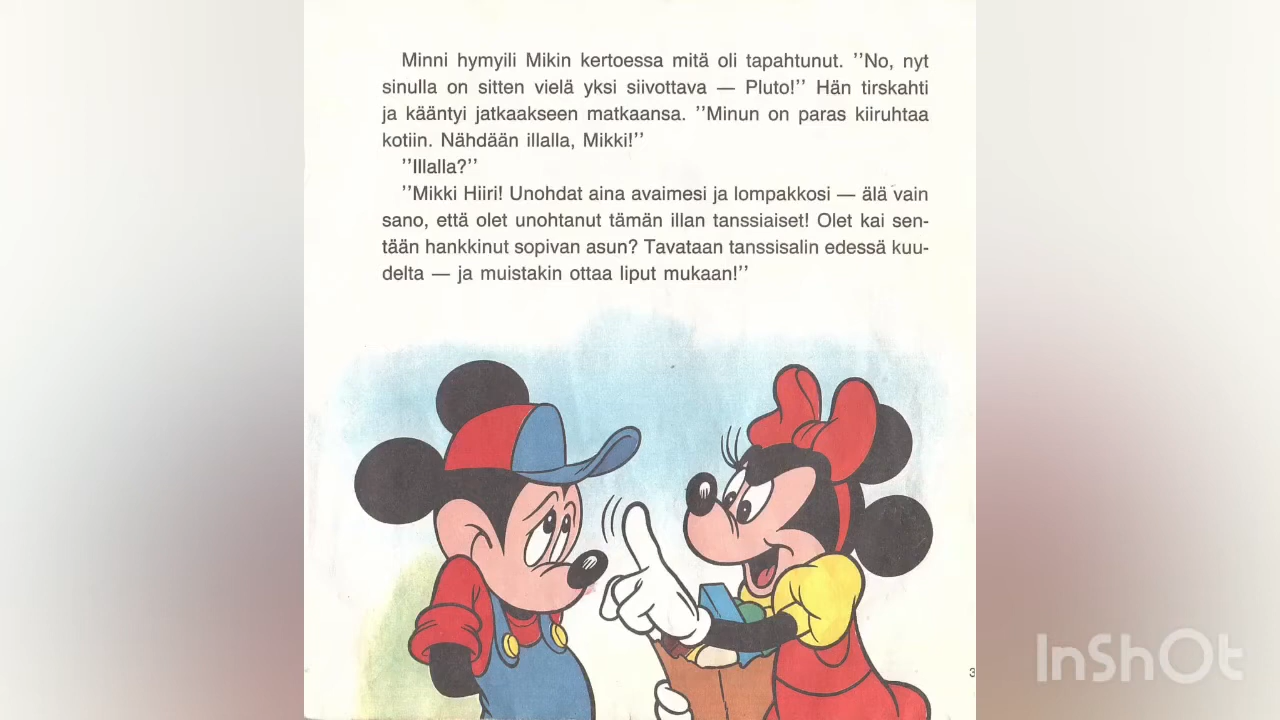 Minni hymyili Mikin kertoessa mitä oli tapahtunut. ’’No, nyt
sinulla on sitten vielä yksi siivottava — Pluto!’’ Hän tirskahti
ja kääntyi jatkaakseen matkaansa. ’’Minun on paras kiiruhtaa
kotiin. Nähdään illalla, Mikki!’’
’’Illalla?’’
’’Mikki Hiiri! Unohdat aina avaimesi ja lompakkosi — älä vain
sano, että olet unohtanut tämän illan tanssiaiset! Olet kai sen-
tään hankkinut sopivan asun? Tavataan tanssisalin edessä kuu-
delta — ja muistakin ottaa liput mukaan!’’
3
InShOt